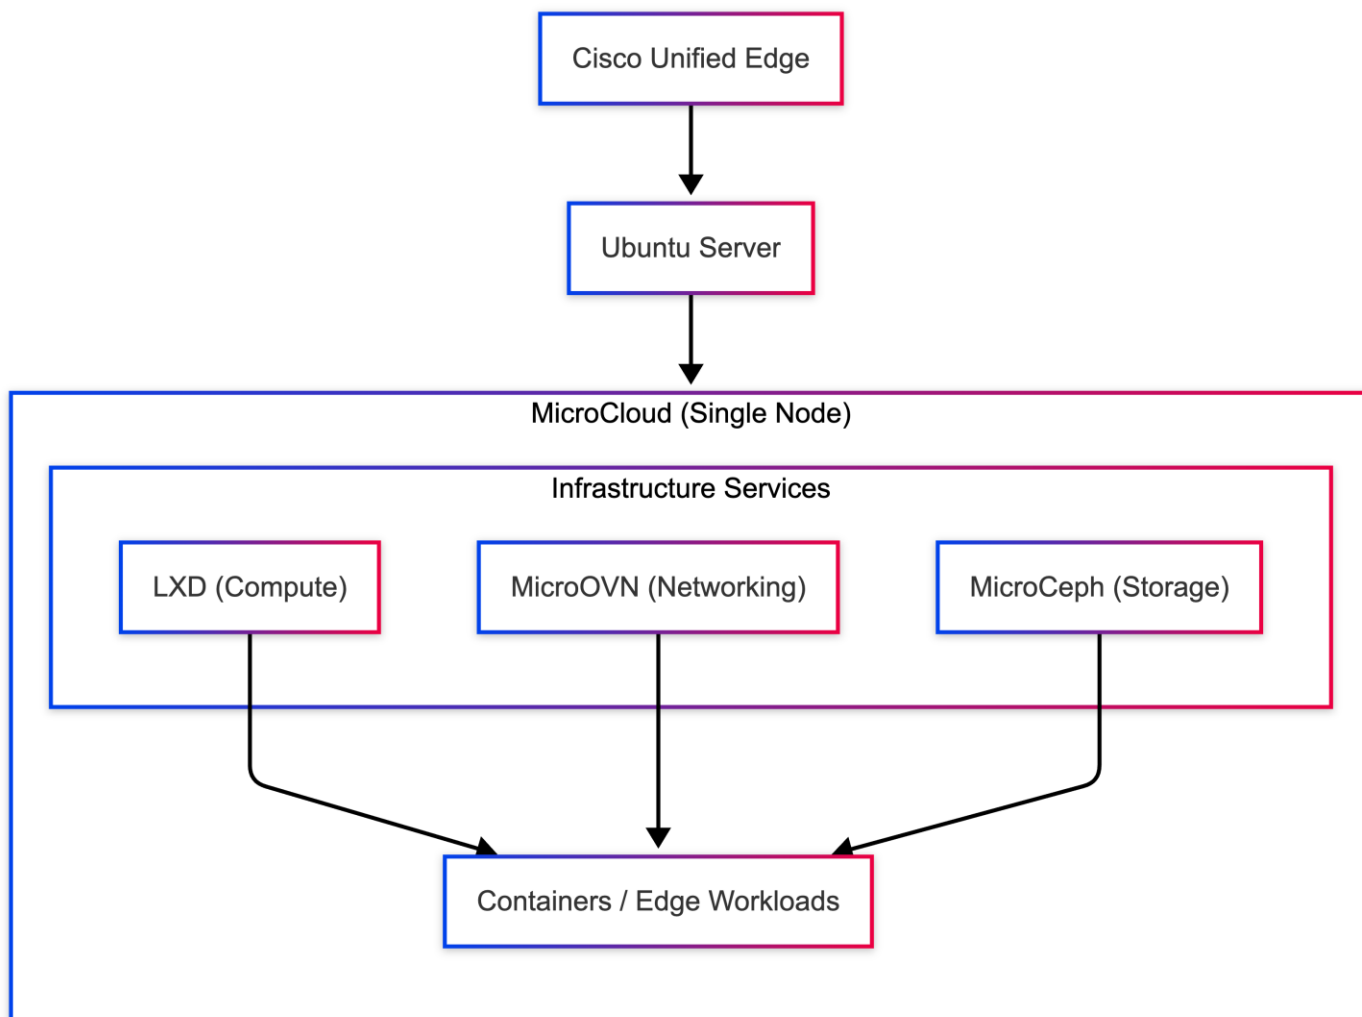 Cisco Unified Edge
Ubuntu Server
MicroCloud (Single Node)
Infrastructure Services
LXD (Compute)
MicroOVN (Networking)
MicroCeph (Storage)
Containers / Edge Workloads